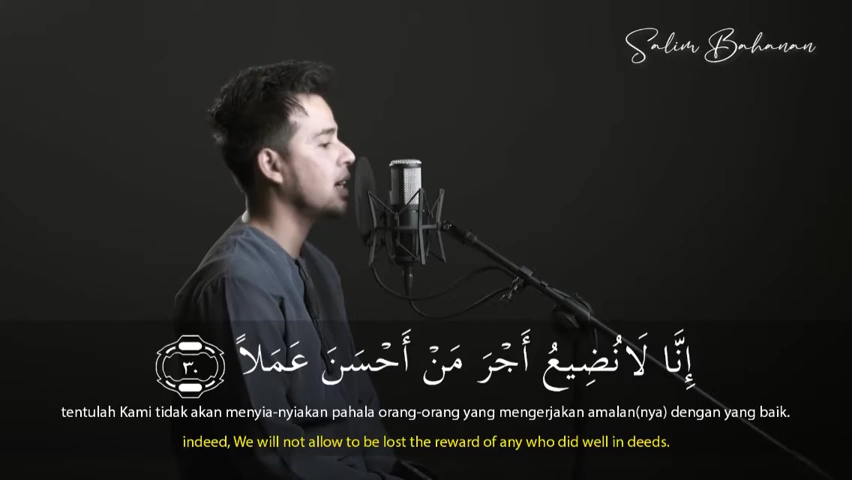 Salim Bahanan
إِنَّا لَا نُضِيعُ أَجْرَ مَنْ أَحْسَنَ عَمَلًا ٣٠
tentulah Kami tidak akan menyia-nyiakan pahala orang-orang yang mengerjakan amalan(nya) dengan yang baik.
indeed, We will not allow to be lost the reward of any who did well in deeds.